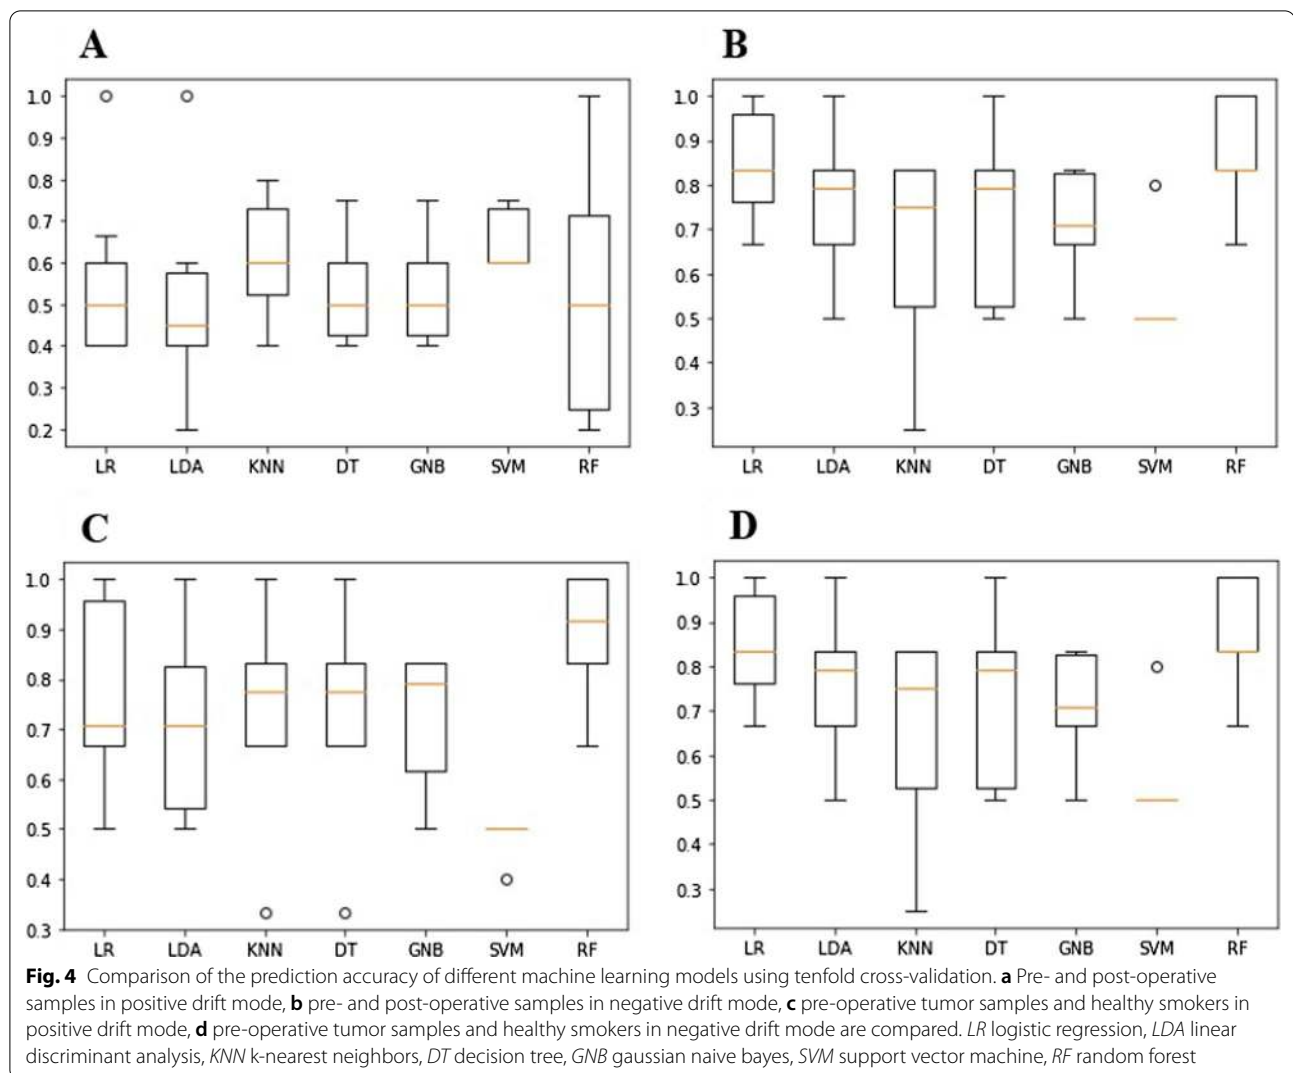 A
1.0
0.9
0.8
0.7
0.6
0.5
0.4
0.3
0.2
LR LDA KNN DT GNB SVM RF
B
1.0
0.9
0.8
0.7
0.6
0.5
0.4
0.3
LR LDA KNN DT GNB SVM RF
C
1.0
0.9
0.8
0.7
0.6
0.5
0.4
0.3
LR LDA KNN DT GNB SVM RF
D
1.0
0.9
0.8
0.7
0.6
0.5
0.4
0.3
LR LDA KNN DT GNB SVM RF
Fig. 4 Comparison of the prediction accuracy of different machine learning models using tenfold cross-validation. a Pre- and post-operative
samples in positive drift mode, b pre- and post-operative samples in negative drift mode, c pre-operative tumor samples and healthy smokers in
positive drift mode, d pre-operative tumor samples and healthy smokers in negative drift mode are compared. LR logistic regression, LDA linear
discriminant analysis, KNN k-nearest neighbors, DT decision tree, GNB gaussian naive bayes, SVM support vector machine, RF random forest